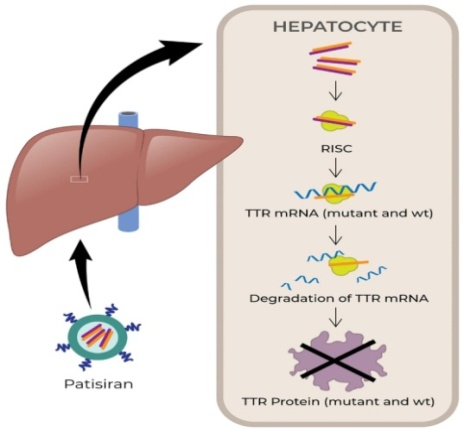 HEPATOCYTE
RISC
TTR mRNA (mutant and wt)
Degradation of TTR mRNA
TTR Protein (mutant and wt)
Patisiran